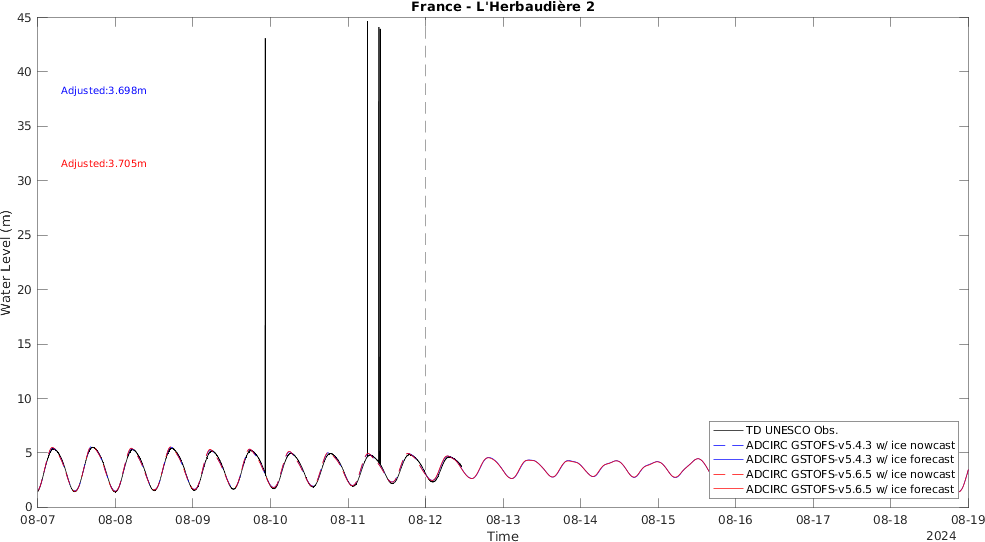 France - L'Herbaudière 2
45
40
35
30
25
20
15
10
5
0
Water Level (m)
Adjusted:3.698m
Adjusted:3.705m
TD UNESCO Obs.
ADCIRC GSTOFS-v5.4.3 w/ ice nowcast
ADCIRC GSTOFS-v5.4.3 w/ ice forecast
ADCIRC GSTOFS-v5.6.5 w/ ice nowcast
ADCIRC GSTOFS-v5.6.5 w/ ice forecast
08-07 08-08 08-09 08-10 08-11 08-12 08-13 08-14 08-15 08-16 08-17 08-18 08-19
Time
2024